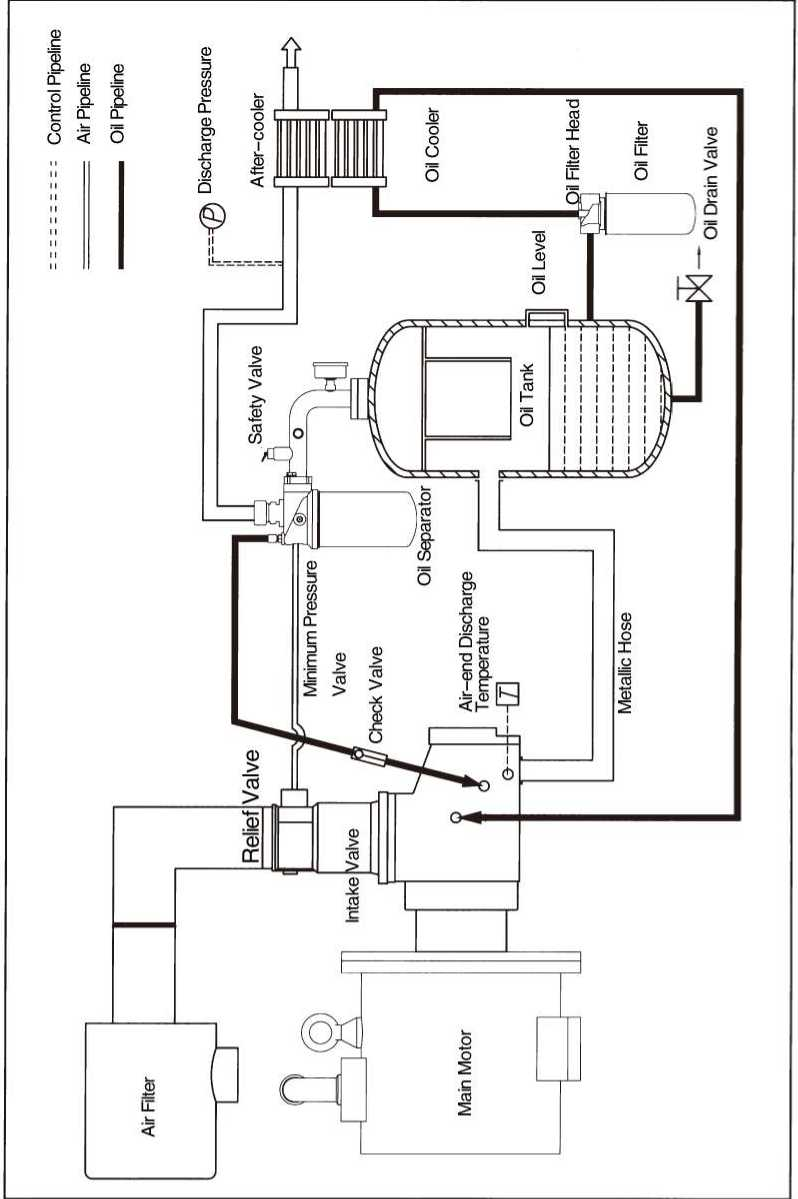 Control Pipeline
Air Pipeline
Oil Pipeline
P
Discharge Pressure
After-cooler
Oil Cooler
Oil Filter Head
Oil Filter
Oil Drain Valve
Oil Level
Safety Valve
Oil Tank
Oil Separator
Minimum Pressure
Valve
Check Valve
Air-end Discharge
Temperature
T
Metallic Hose
Relief Valve
Intake Valve
Air Filter
Main Motor